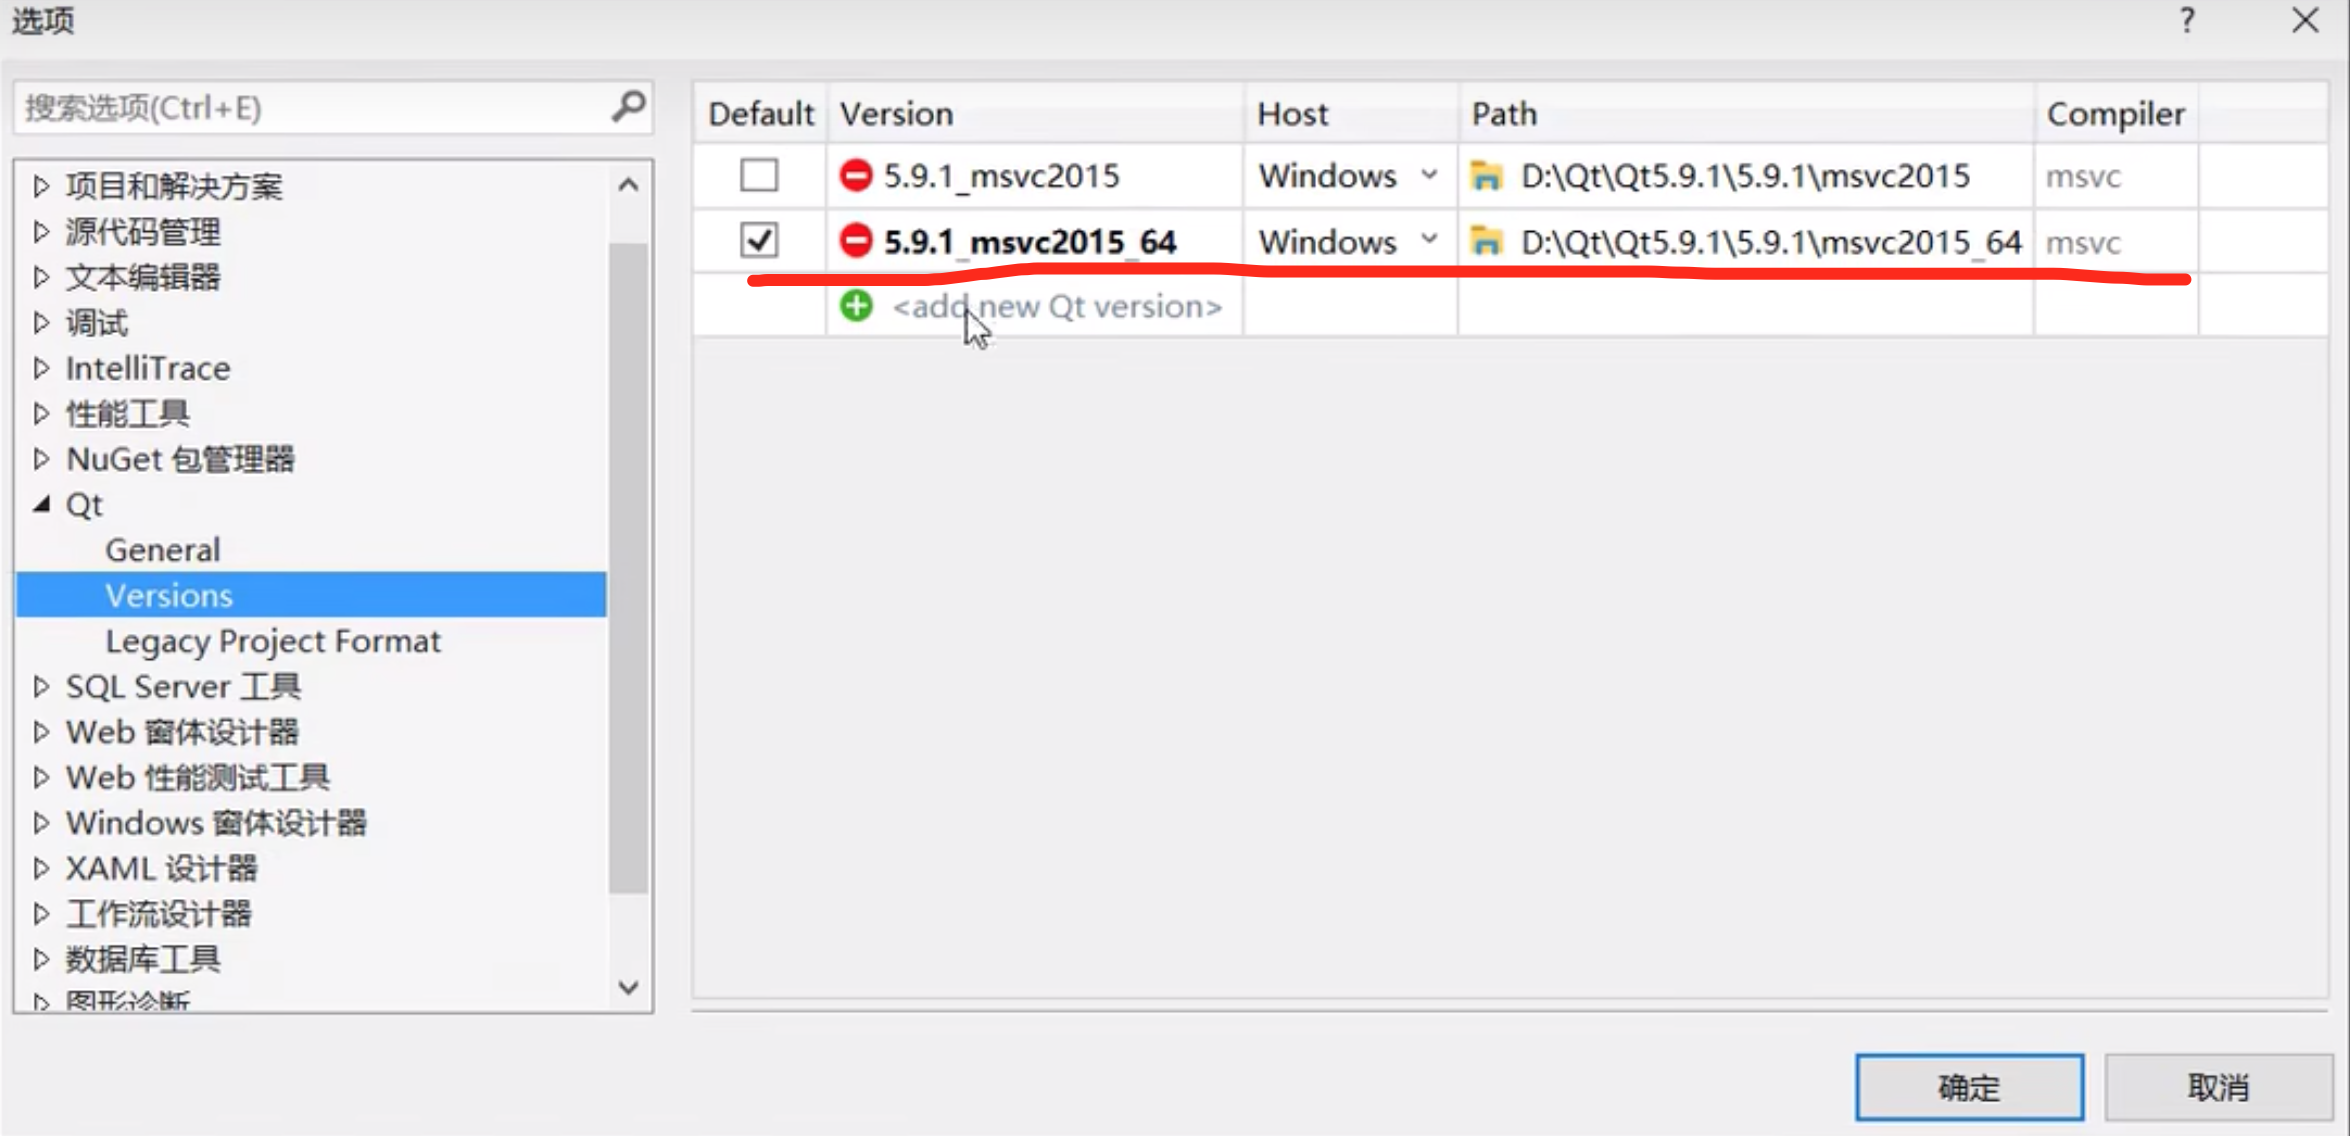 选项
?
搜索选项(Ctrl+E)
项目和解决方案
源代码管理
文本编辑器
调试
IntelliTrace
性能工具
NuGet 包管理器
Qt
General
Versions
Legacy Project Format
SQL Server 工具
Web 窗体设计器
Web 性能测试工具
Windows 窗体设计器
XAML 设计器
工作流设计器
数据库工具
图形诊断
Default Version Host Path Compiler
5.9.1_msvc2015 Windows D:\Qt\Qt5.9.1\5.9.1\msvc2015 msvc
5.9.1_msvc2015_64 Windows D:\Qt\Qt5.9.1\5.9.1\msvc2015_64 msvc
<add new Qt version>
确定 取消